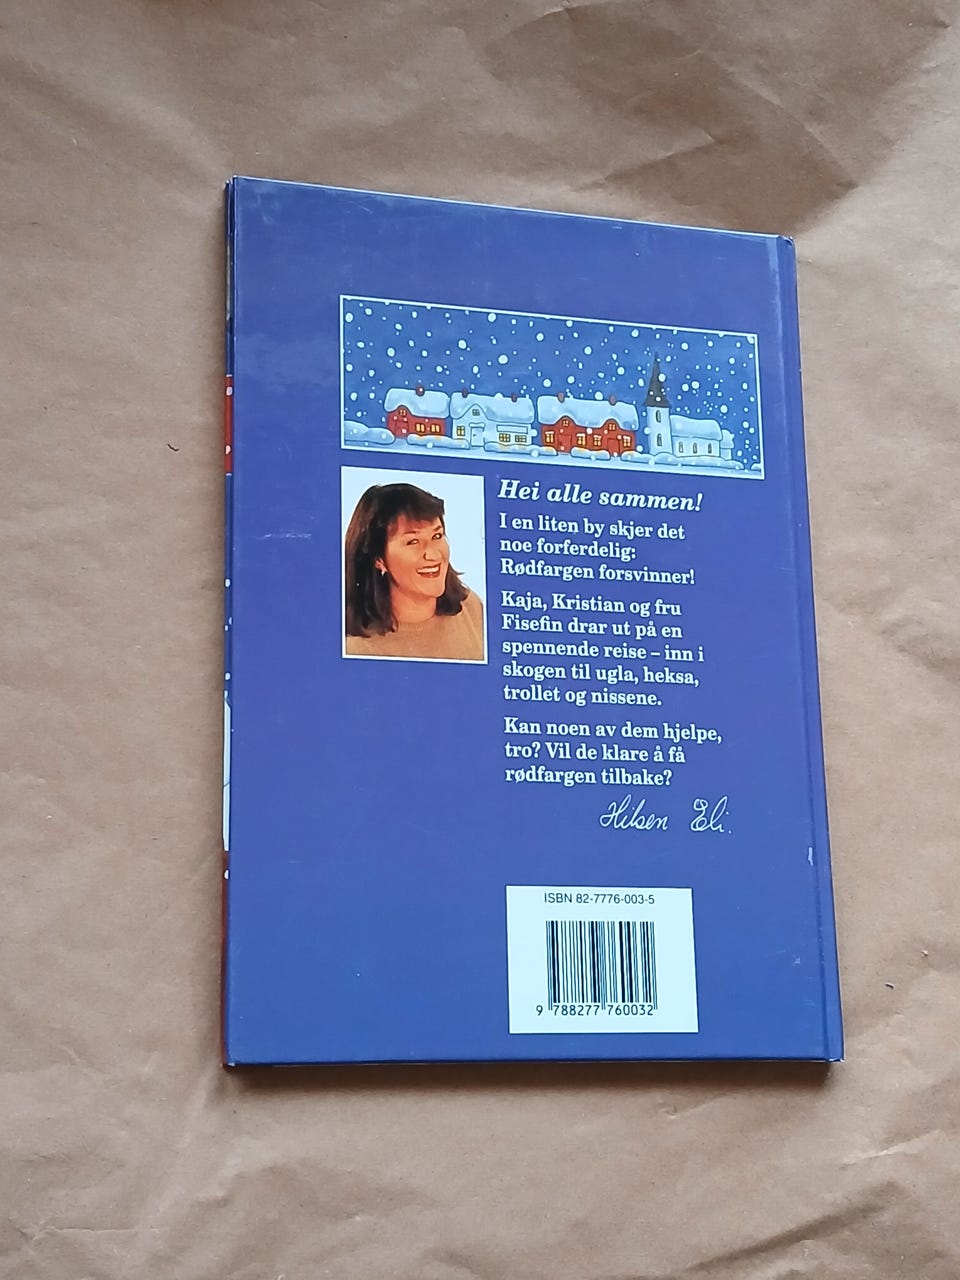 Hei alle sammen!
I en liten by skjer det
noe forferdelig:
Rødfargen forsvinner!
Kaja, Kristian og fru
Fisefin drar ut på en
spennende reise – inn i
skogen til ugla, heksa,
trollet og nissene.
Kan noen av dem hjelpe,
tro? Vil de klare å få
rødfargen tilbake?
Hilsen Eli.
ISBN 82-7776-003-5
9 788277 760032